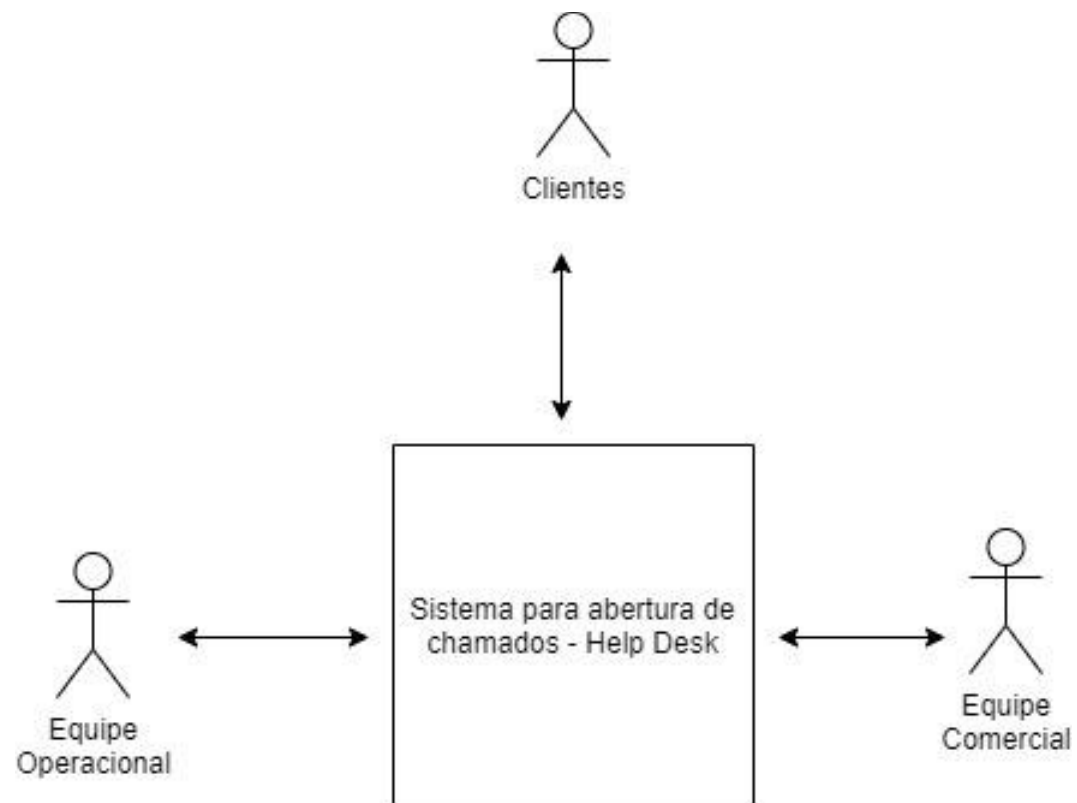 Clientes
Sistema para abertura de
chamados - Help Desk
Equipe
Operacional
Equipe
Comercial